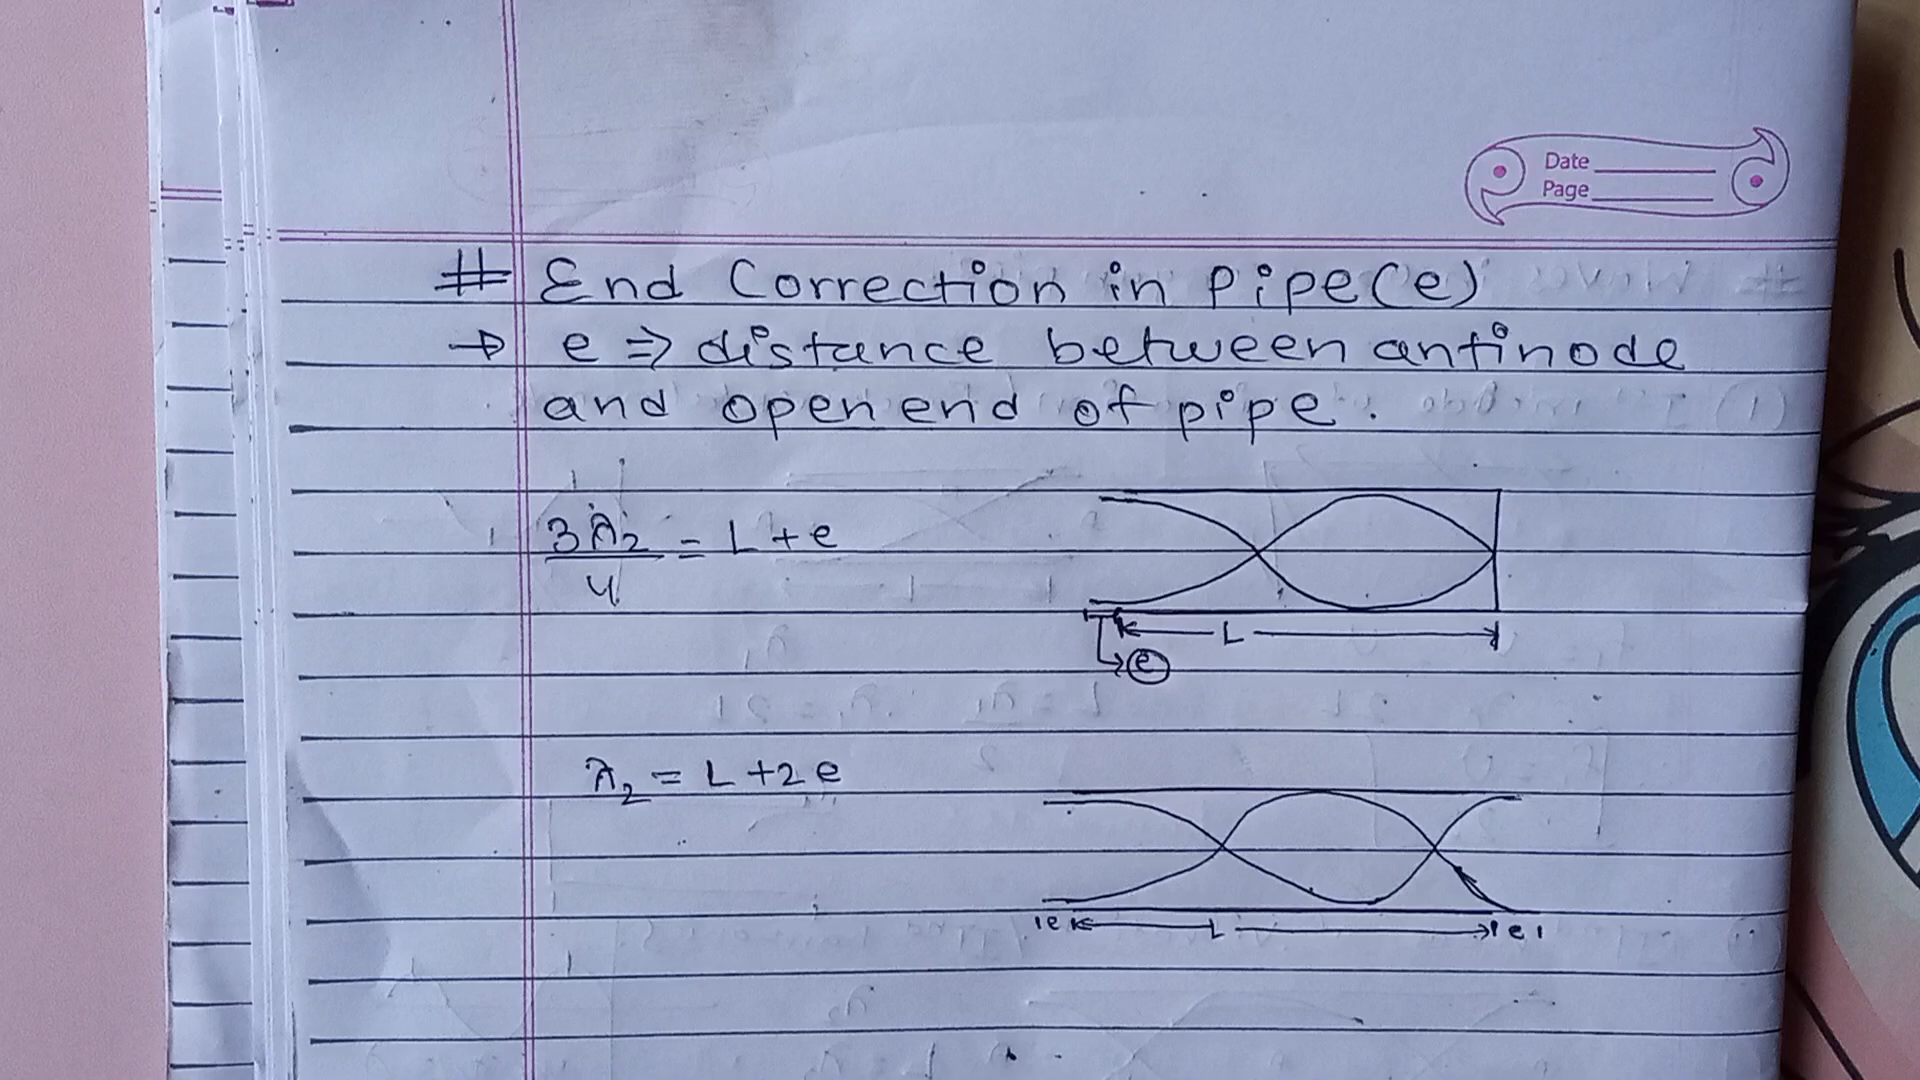 Date
Page
# End Correction in Pipe(e)
→ e ⇒ distance between antinode
and open end of pipe.
3λ₂/4 = L + e
L
e
λ₂ = L + 2e
e L e